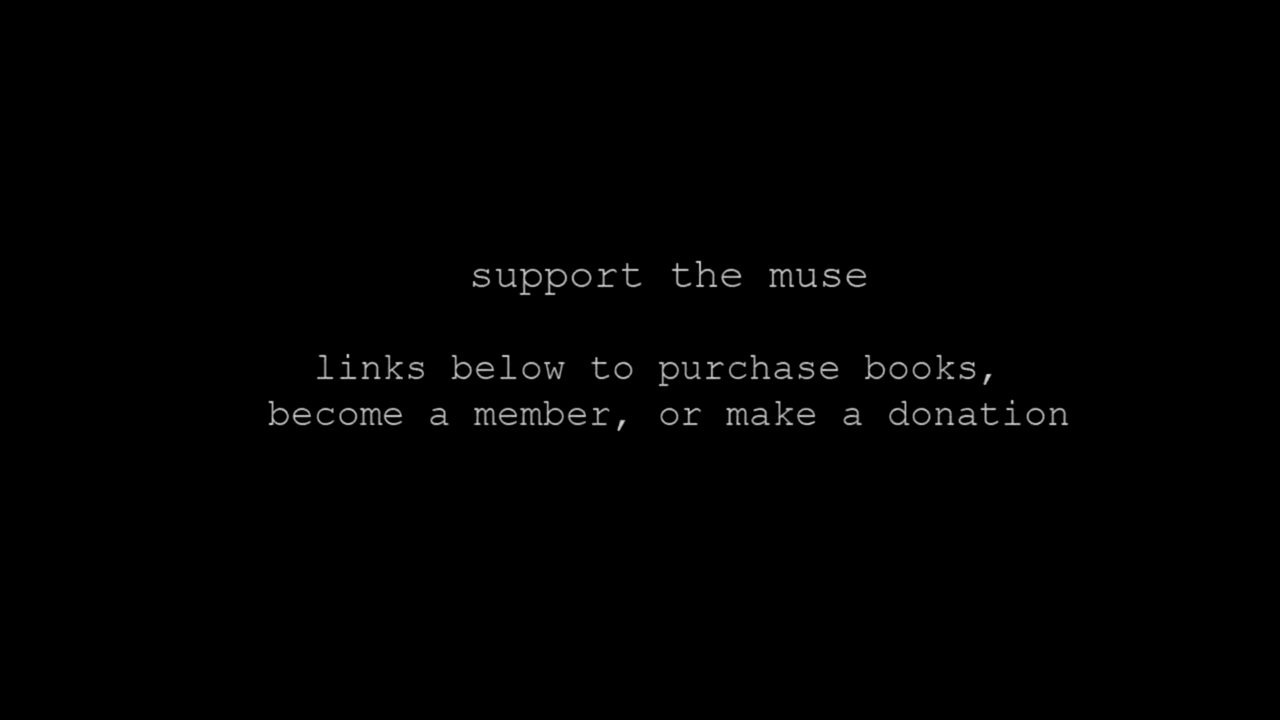 support the muse
links below to purchase books,
become a member, or make a donation